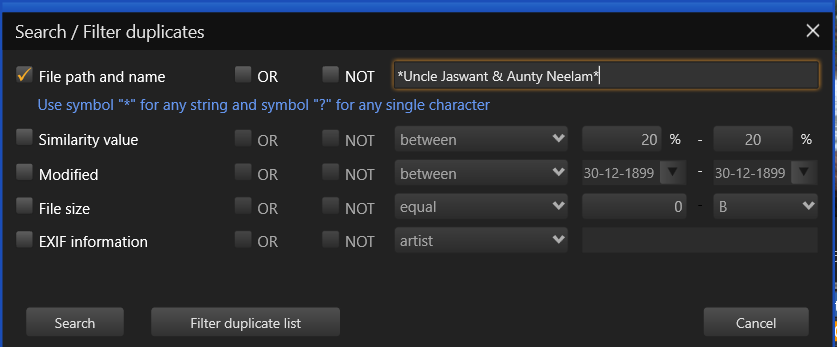 Search / Filter duplicates
File path and name OR NOT *Uncle Jaswant & Aunty Neelam*
Use symbol "*" for any string and symbol "?" for any single character
Similarity value OR NOT between 20 % - 20 %
Modified OR NOT between 30-12-1899 - 30-12-1899
File size OR NOT equal 0 - B
EXIF information OR NOT artist
Search Filter duplicate list Cancel